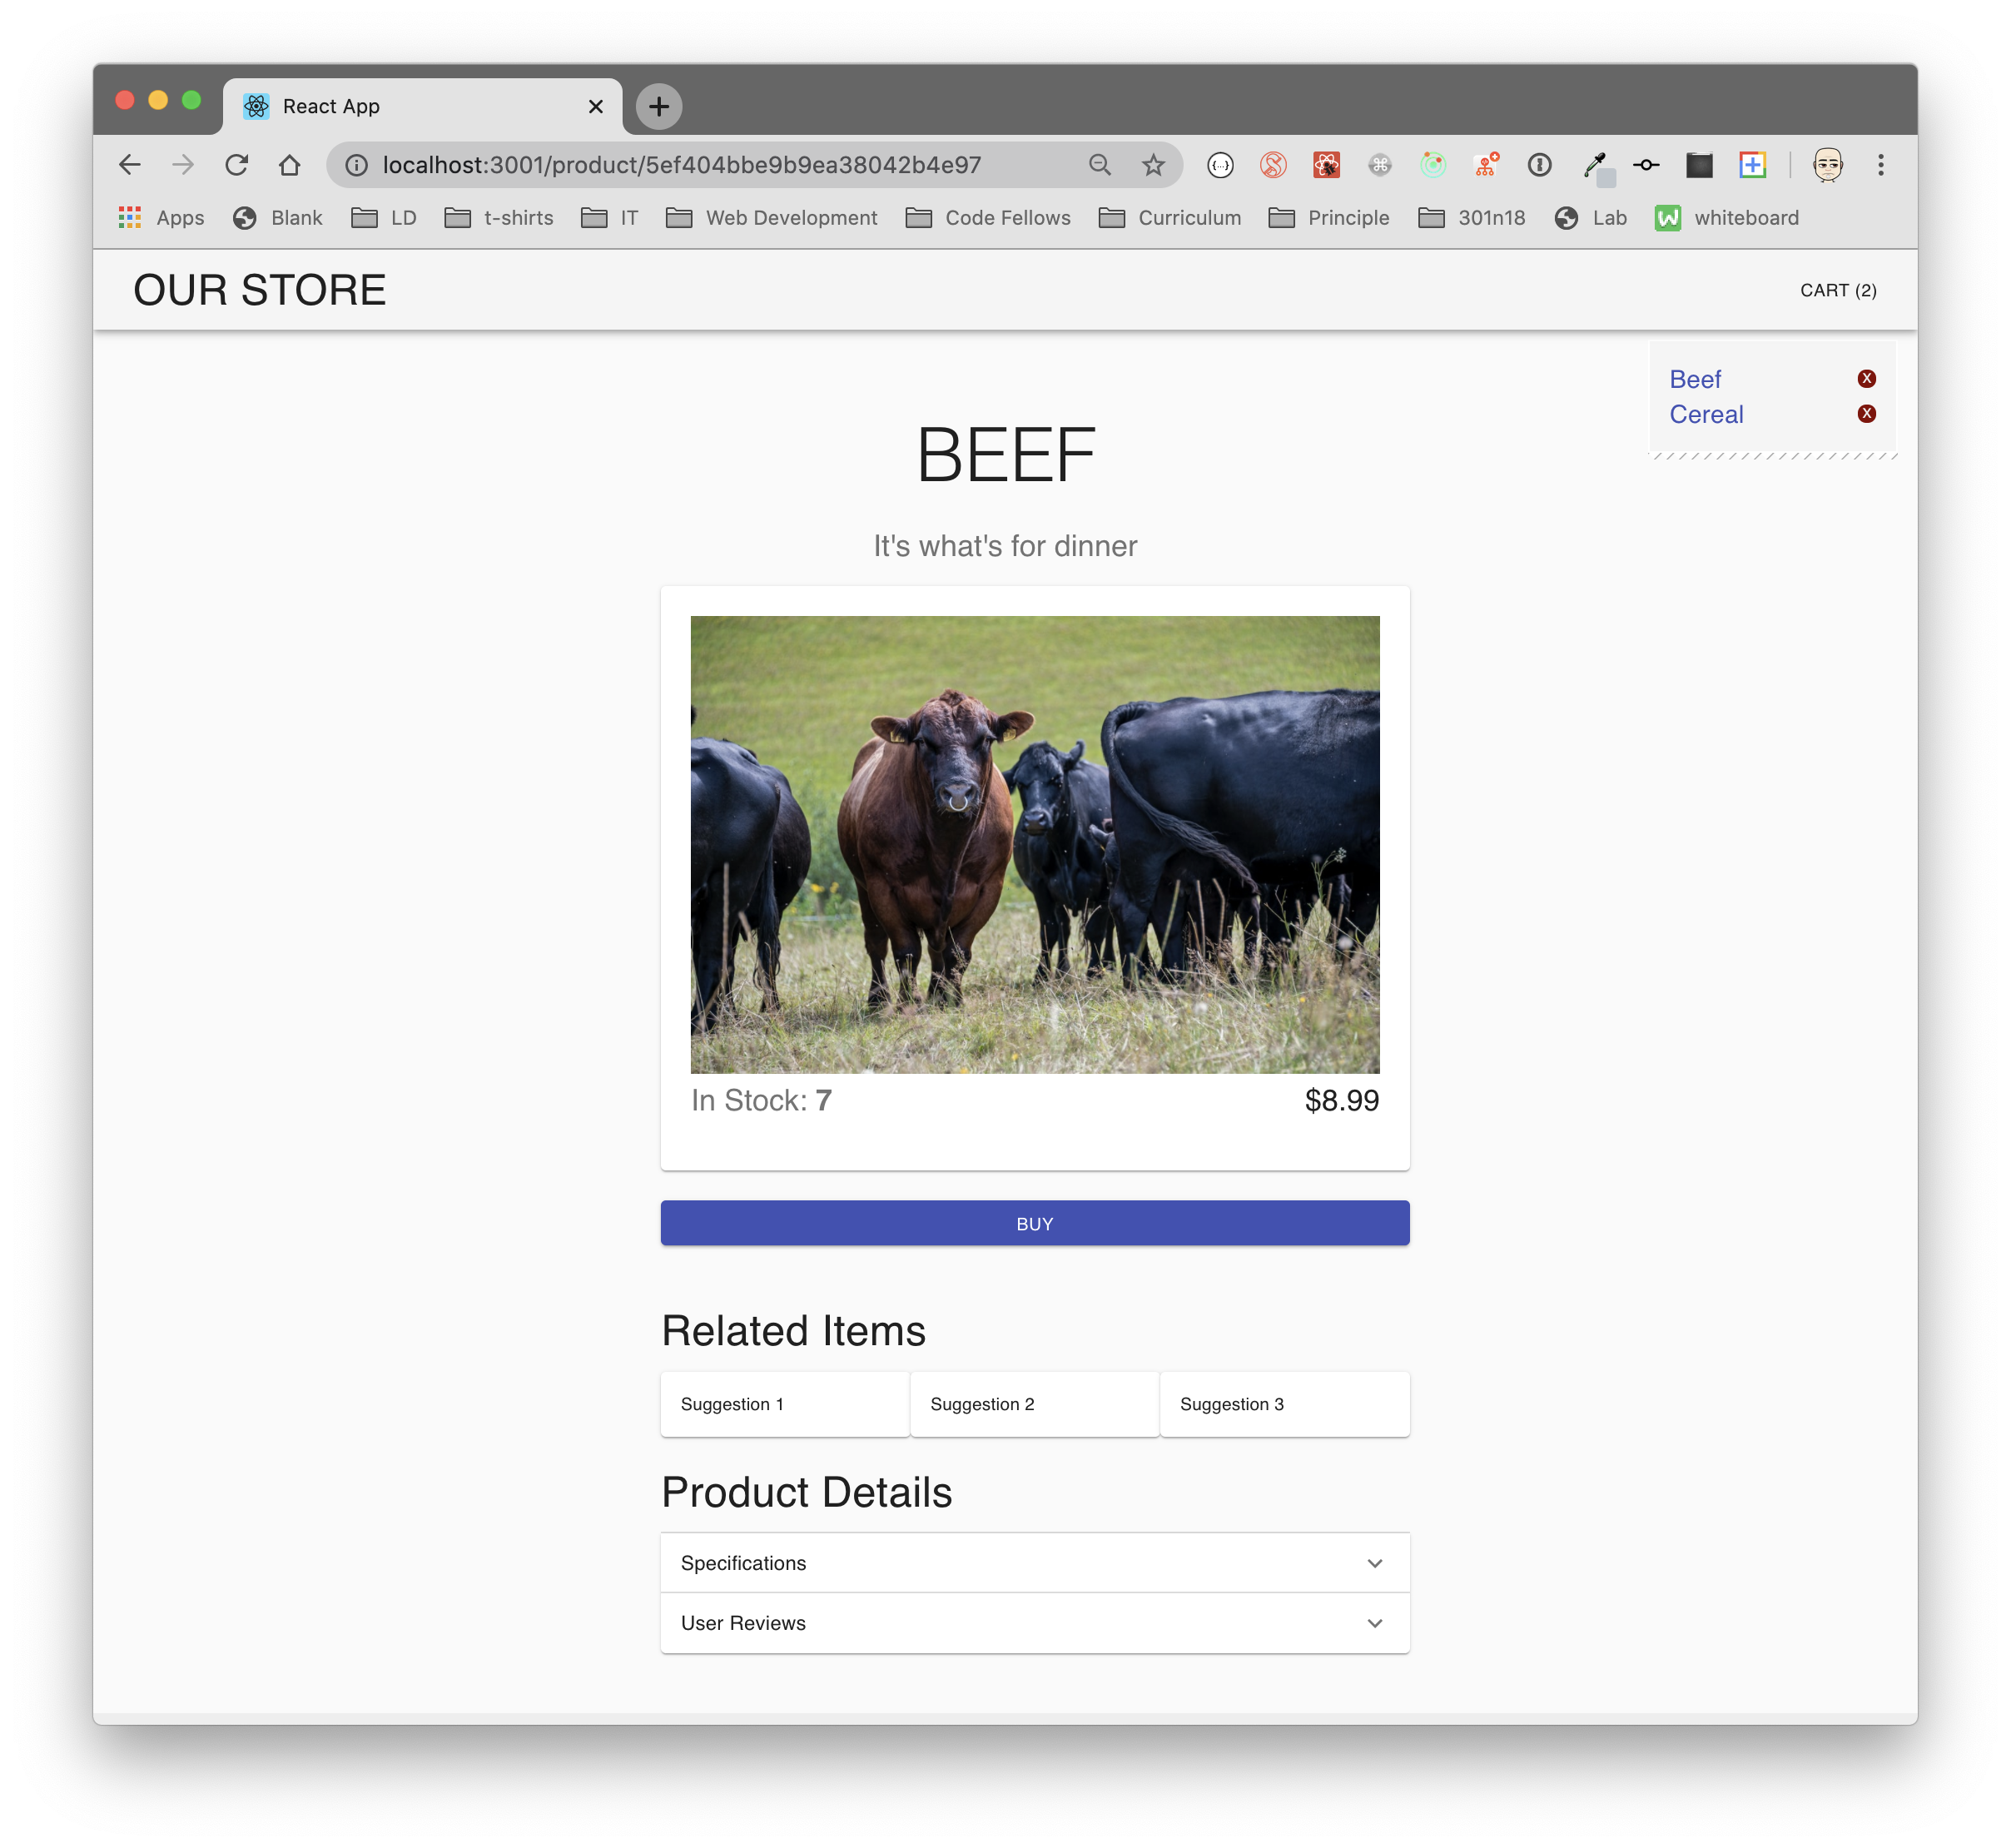 React App
localhost:3001/product/5ef404bbe9b9ea38042b4e97
Apps Blank LD t-shirts IT Web Development Code Fellows Curriculum Principle 301n18 Lab whiteboard
OUR STORE
CART (2)
Beef X
Cereal X
BEEF
It's what's for dinner
In Stock: 7 $8.99
BUY
Related Items
Suggestion 1 Suggestion 2 Suggestion 3
Product Details
Specifications
User Reviews